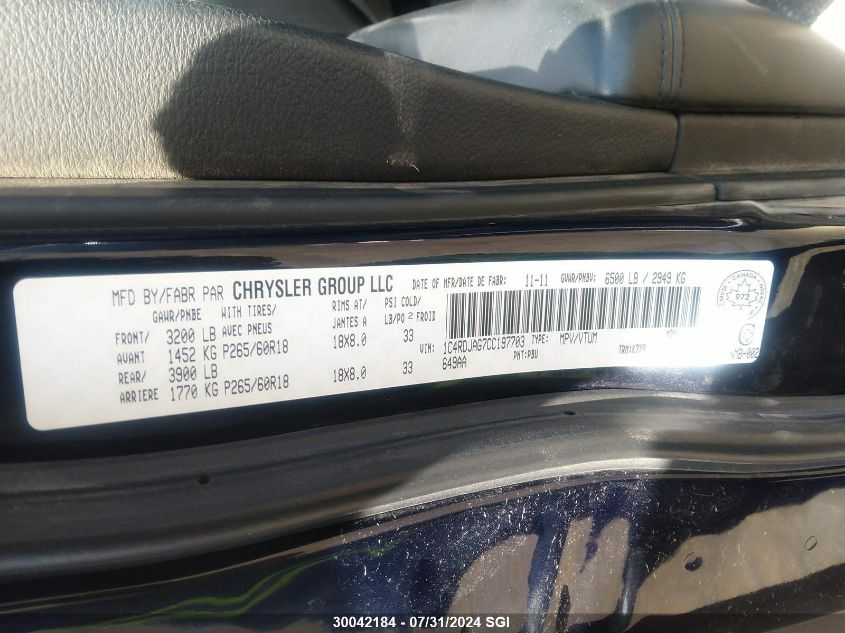 MFD BY/FABR PAR CHRYSLER GROUP LLC DATE OF MFR/DATE DE FABR: 11-11 GVWR/PNBV: 6500 LB / 2949 KG
GAWR/PNBE WITH TIRES/ RIMS AT/ PSI COLD/
AVEC PNEUS JANTES A LB/PO 2 FROID
FRONT/ 3200 LB
AVANT 1452 KG P265/60R18 18X8.0 33
REAR/ 3900 LB
ARRIERE 1770 KG P265/60R18 18X8.0 33
VIN: 1C4RDJAG7CC197703 TYPE: MPV/VTUM
649AA PNT:PBU
CANADA
972
30042184 - 07/31/2024 SGI